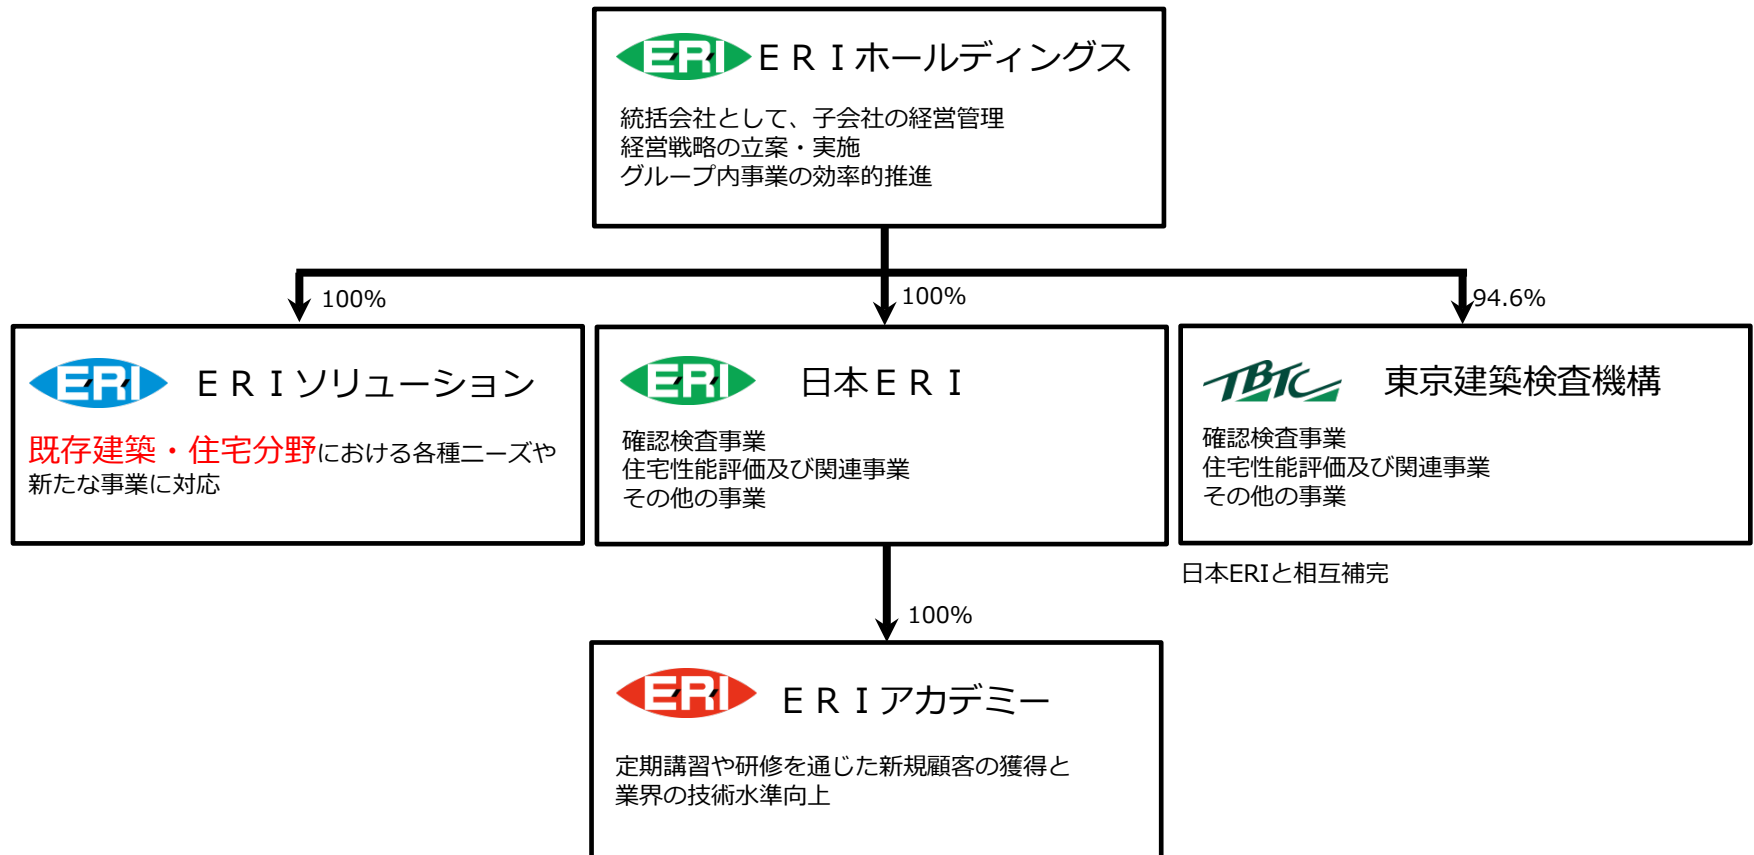 ERI ＥＲＩホールディングス
統括会社として、子会社の経営管理
経営戦略の立案・実施
グループ内事業の効率的推進
100%
100%
94.6%
ERI ＥＲＩソリューション
既存建築・住宅分野における各種ニーズや
新たな事業に対応
ERI 日本ＥＲＩ
確認検査事業
住宅性能評価及び関連事業
その他の事業
TBTC 東京建築検査機構
確認検査事業
住宅性能評価及び関連事業
その他の事業
日本ERIと相互補完
100%
ERI ＥＲＩアカデミー
定期講習や研修を通じた新規顧客の獲得と
業界の技術水準向上